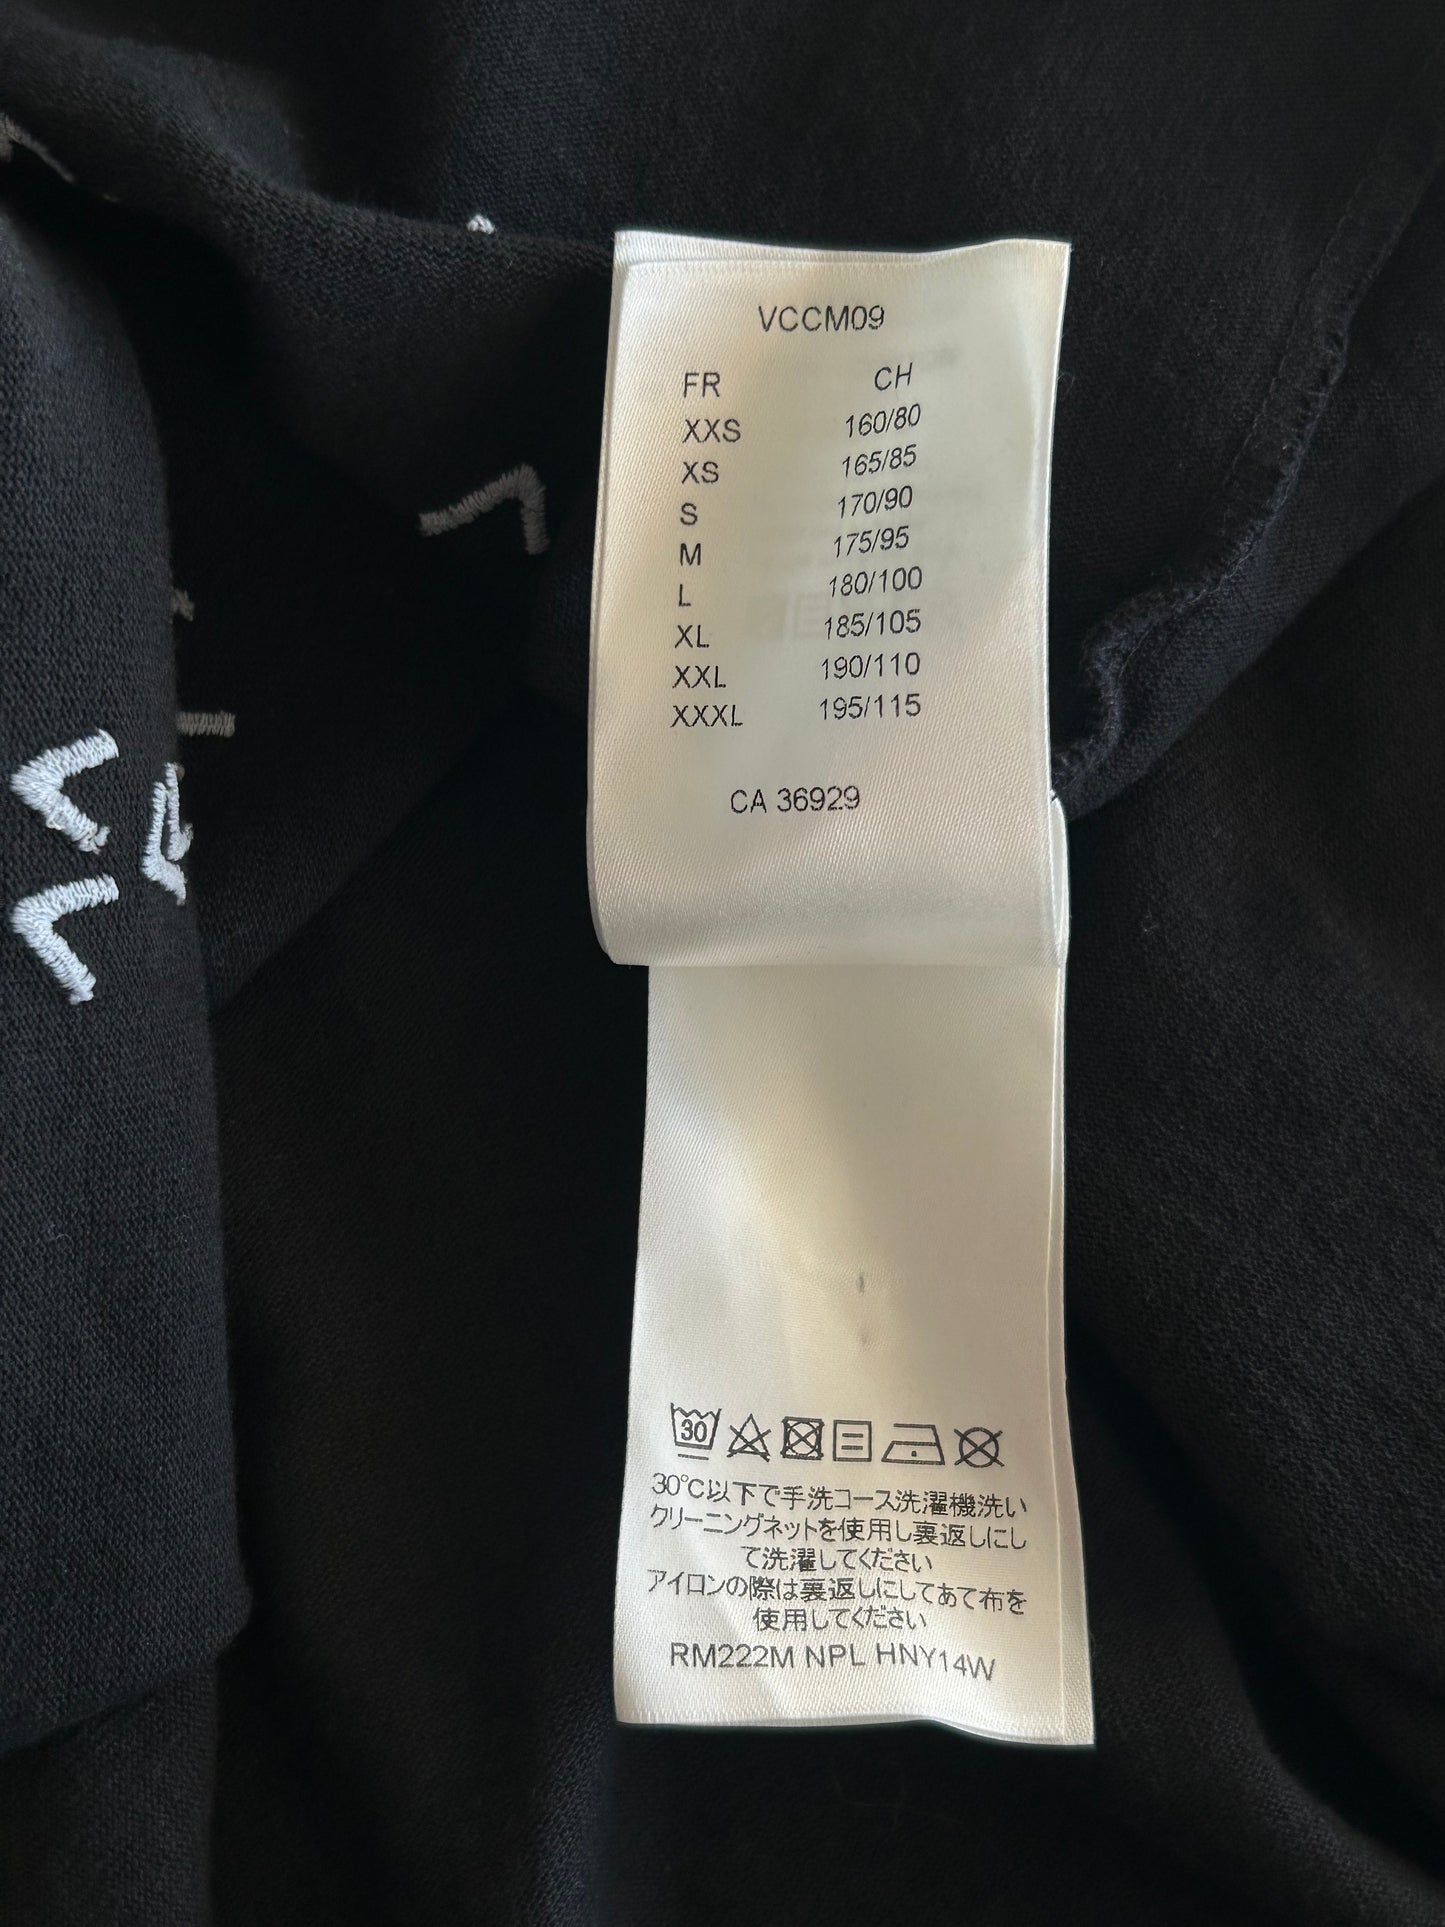 VCCM09
FR CH
XXS 160/80
XS 165/85
S 170/90
M 175/95
L 180/100
XL 185/105
XXL 190/110
XXXL 195/115
CA 36929
30
30°C以下で手洗コース洗濯機洗い
クリーニングネットを使用し裏返しにし
て洗濯してください
アイロンの際は裏返しにしてあて布を
使用してください
RM222M NPL HNY14W